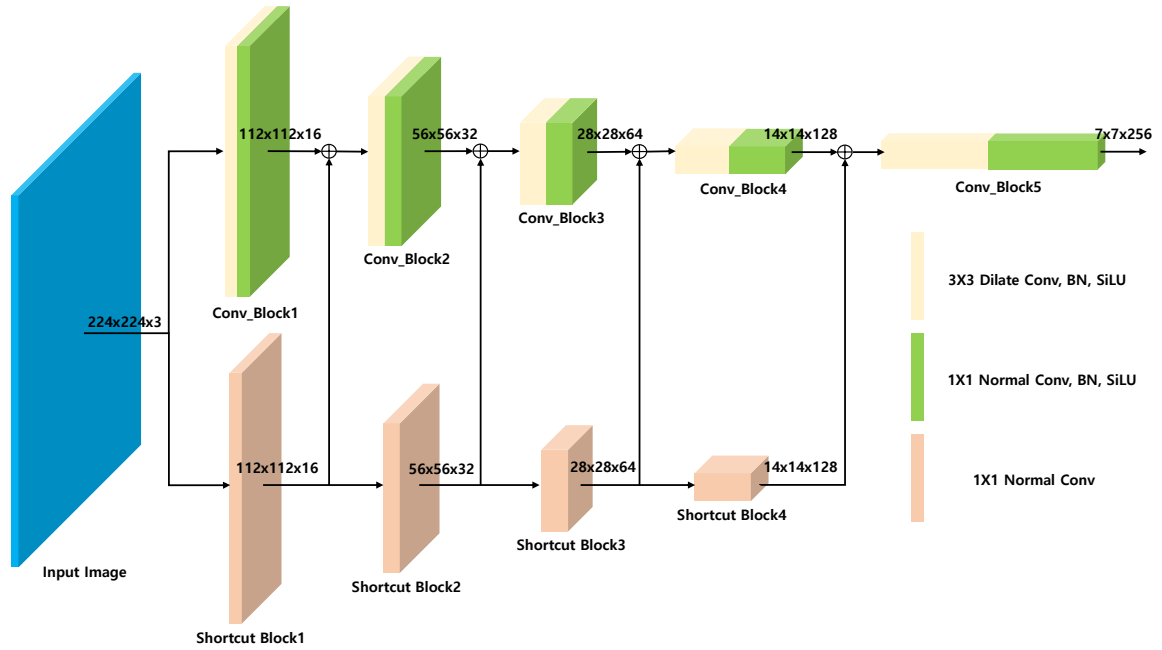 112x112x16
56x56x32
28x28x64
14x14x128
7x7x256
Conv_Block1
Conv_Block2
Conv_Block3
Conv_Block4
Conv_Block5
224x224x3
3X3 Dilate Conv, BN, SiLU
1X1 Normal Conv, BN, SiLU
1X1 Normal Conv
112x112x16
56x56x32
28x28x64
14x14x128
Input Image
Shortcut Block1
Shortcut Block2
Shortcut Block3
Shortcut Block4